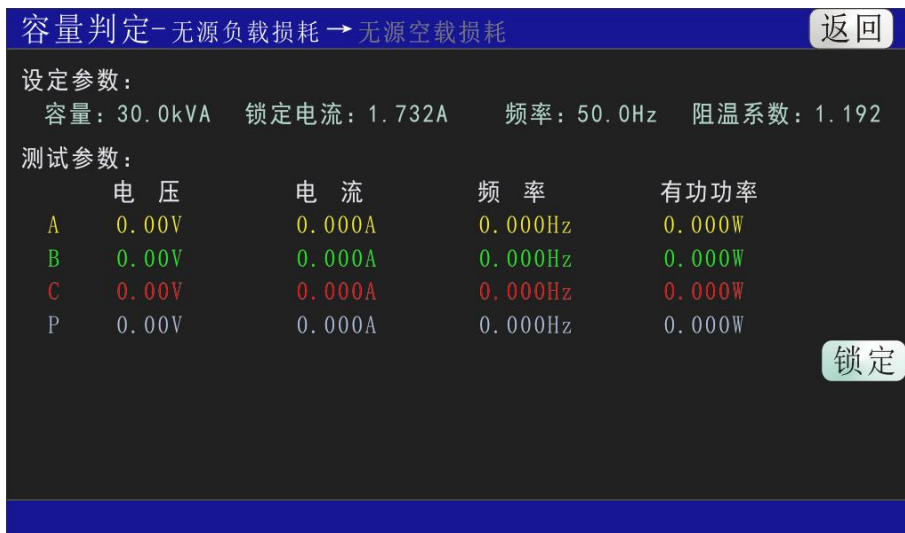 容量判定-无源负载损耗→无源空载损耗 返回
设定参数:
容量: 30.0kVA 锁定电流: 1.732A 频率: 50.0Hz 阻温系数: 1.192
测试参数:
电 压 电 流 频 率 有功功率
A 0.00V 0.000A 0.000Hz 0.000W
B 0.00V 0.000A 0.000Hz 0.000W
C 0.00V 0.000A 0.000Hz 0.000W
P 0.00V 0.000A 0.000Hz 0.000W
锁定